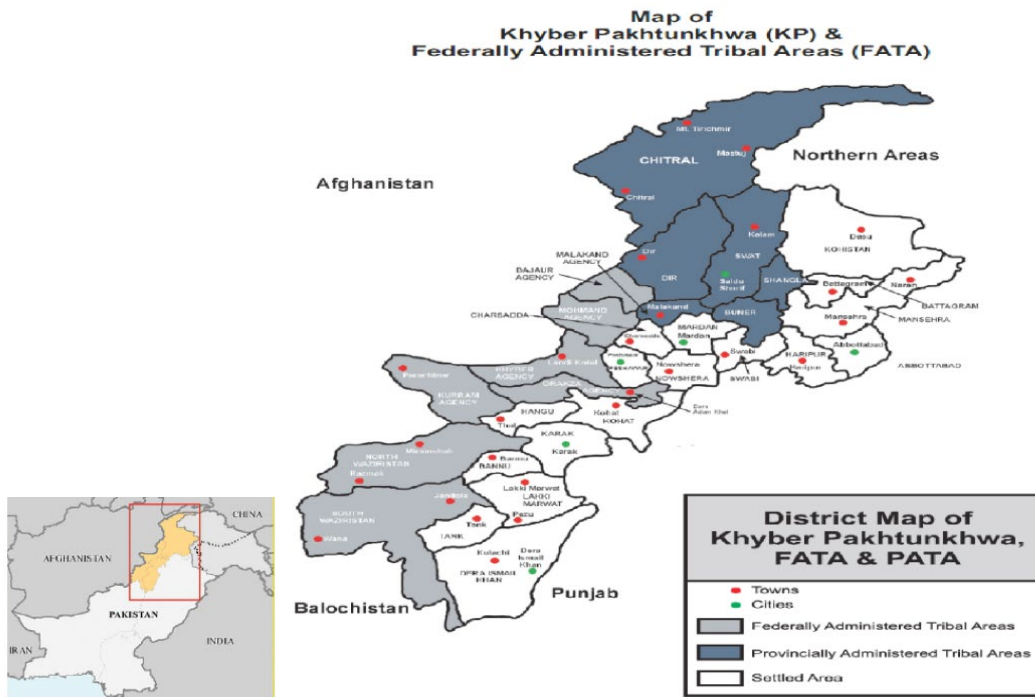 Map of
Khyber Pakhtunkhwa (KP) &
Federally Administered Tribal Areas (FATA)
Mt. Tirichmir
Mastuj
CHITRAL
Northern Areas
Afghanistan
Chitral
Kalam
Dasu
KOHISTAN
Dir
MALAKAND
AGENCY
SWAT
BAJAUR
AGENCY
DIR
Saidu
Sharif
SHANGLA
Battagram
Naran
BATTAGRAM
Malakand
MOHMAND
AGENCY
BUNER
MANSEHRA
CHARSADDA
Mansehra
MARDAN
Mardan
Charsadda
Swabi
Abbottabad
Landi Kotal
Peshawar
PESHAWAR
Nowshera
NOWSHERA
HARIPUR
Haripur
SWABI
ABBOTTABAD
Parachinar
KHYBER AGENCY
ORAKZAI
AGENCY
KURRAM
AGENCY
Dara
Adam Khel
HANGU
Kohat
KOHAT
Thal
KARAK
Karak
Miramshah
NORTH
WAZIRISTAN
Bannu
BANNU
Razmak
Lakki Marwat
LAKKI
MARWAT
Jandola
SOUTH
WAZIRISTAN
Pezu
Tank
TANK
Wana
Kulachi
Dera
Ismail
Khan
DERA ISMAIL
KHAN
Balochistan
Punjab
District Map of
Khyber Pakhtunkhwa,
FATA & PATA
Towns
Cities
Federally Administered Tribal Areas
Provincially Administered Tribal Areas
Settled Area
CHINA
AFGHANISTAN
PAKISTAN
IRAN
INDIA